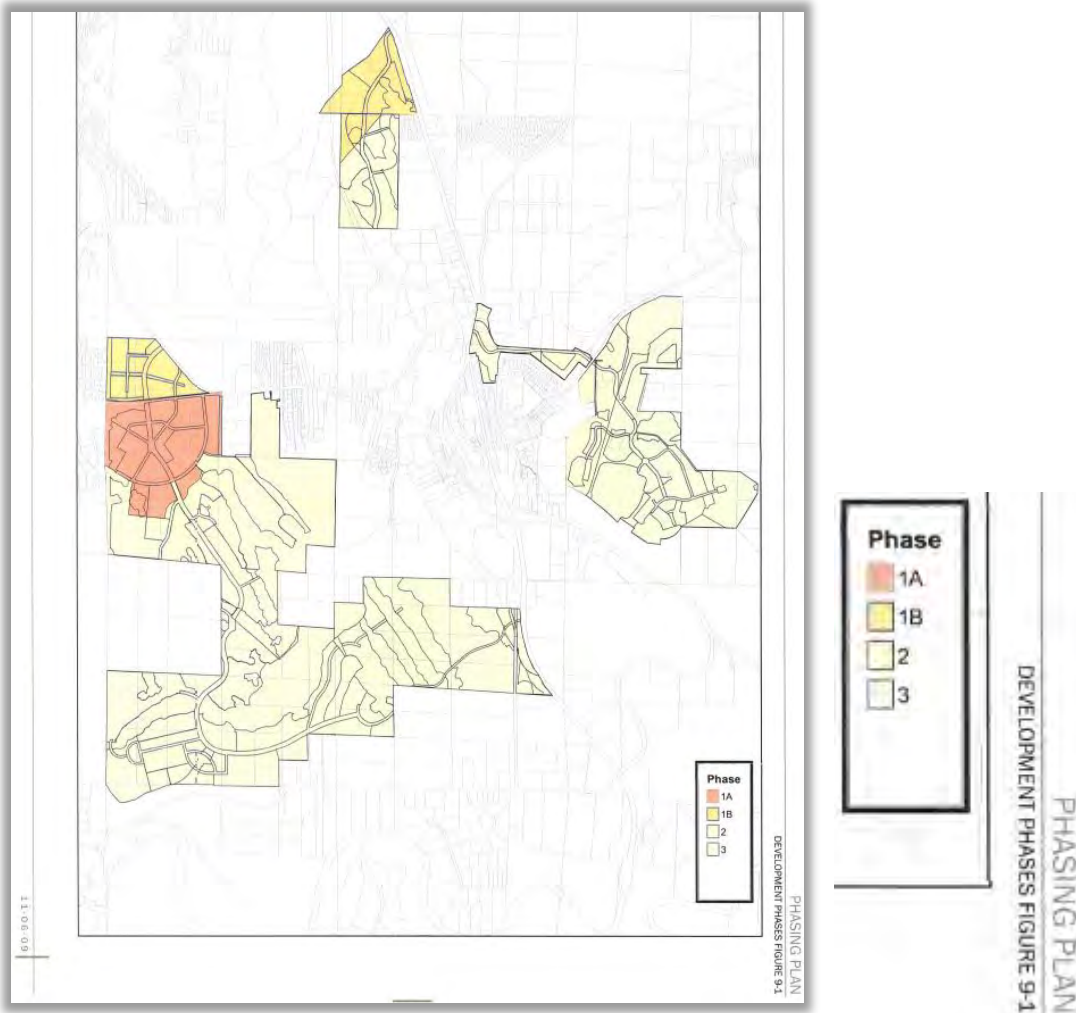 PHASING PLAN
DEVELOPMENT PHASES FIGURE 9-1
Phase
1A
1B
2
3
11-06-09
Phase
1A
1B
2
3
DEVELOPMENT PHASES FIGURE 9-1
PHASING PLAN